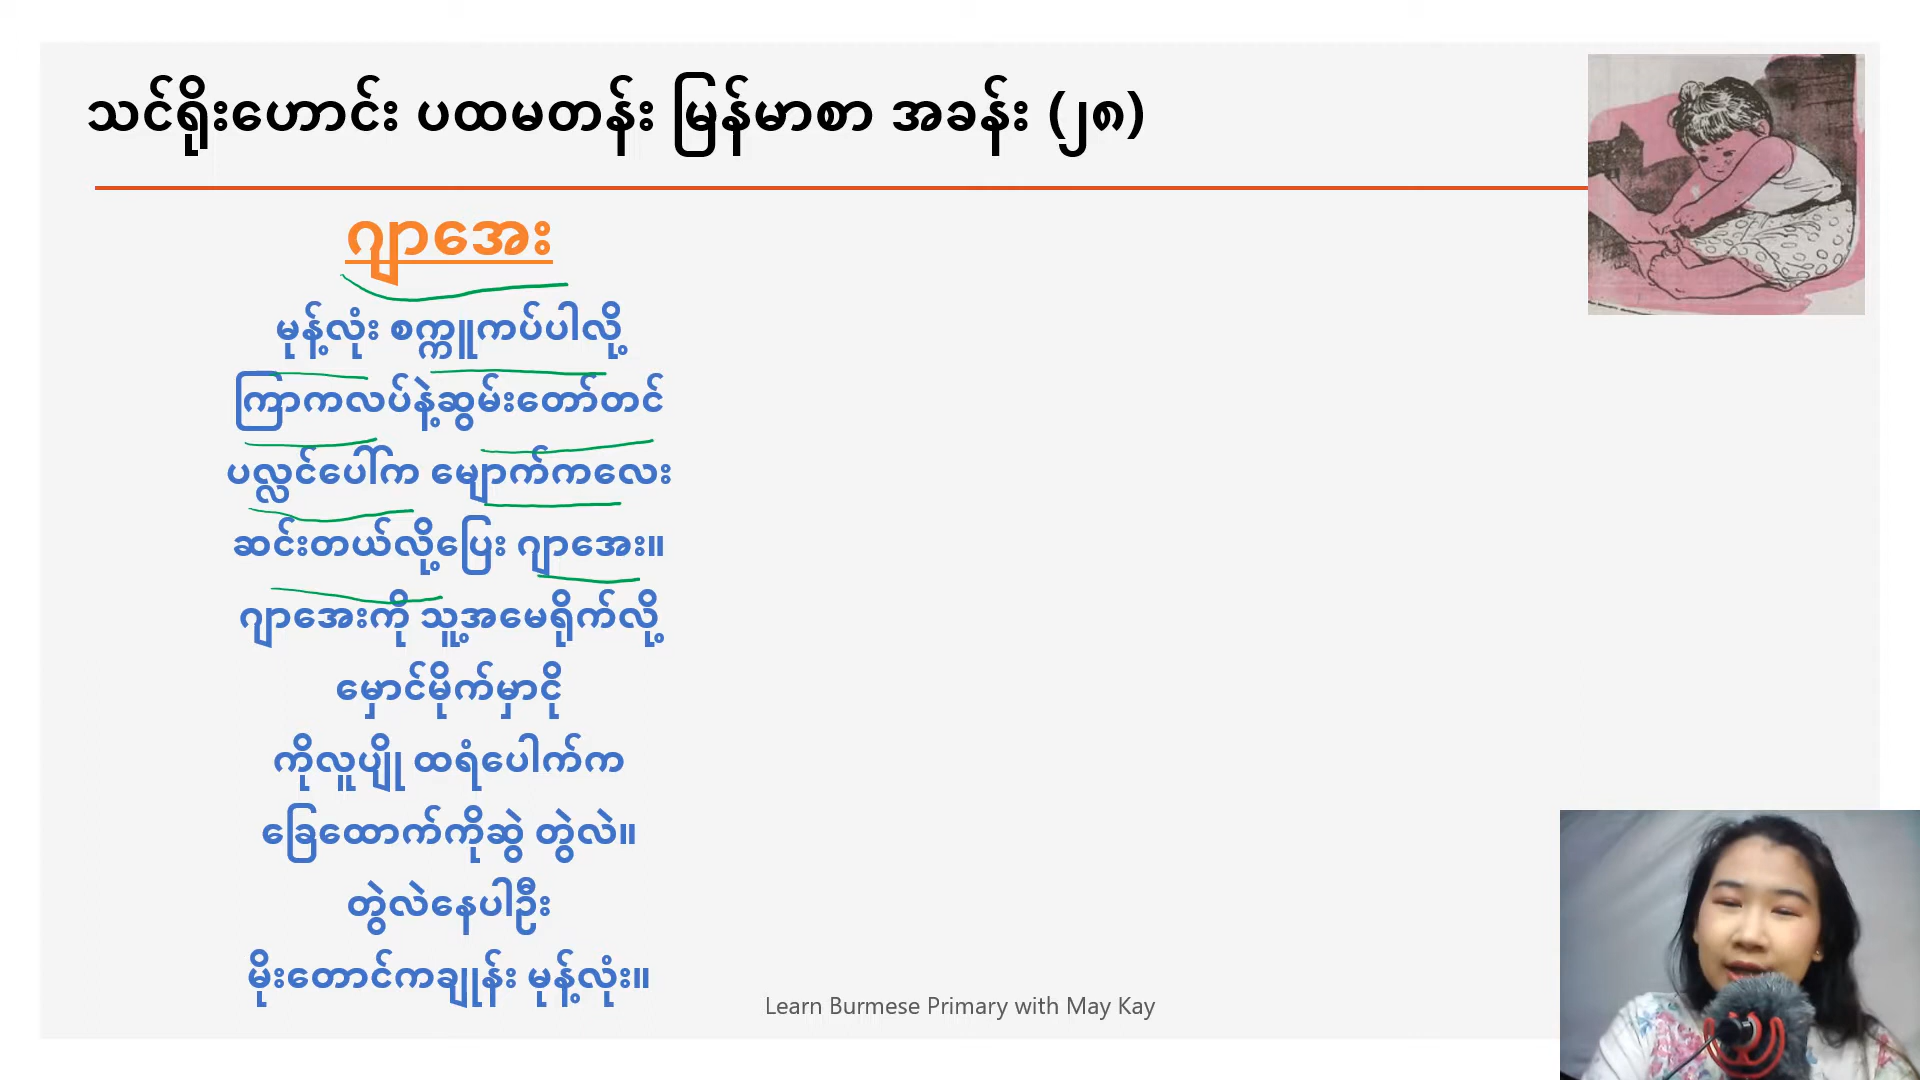 သင်ရိုးဟောင်း ပထမတန်း မြန်မာစာ အခန်း (၂၈)
ဂျာအေး
မုန့်လုံး စက္ကူကပ်ပါလို့
ကြာကလပ်နဲ့ဆွမ်းတော်တင်
ပလ္လင်ပေါ်က မျောက်ကလေး
ဆင်းတယ်လို့ပြေး ဂျာအေး။
ဂျာအေးကို သူ့အမေရိုက်လို့
မှောင်မိုက်မှာငို
ကိုလူပျို ထရံပေါက်က
ခြေထောက်ကိုဆွဲ တွဲလဲ။
တွဲလဲနေပါဦး
မိုးတောင်ကချုန်း မုန့်လုံး။
Learn Burmese Primary with May Kay